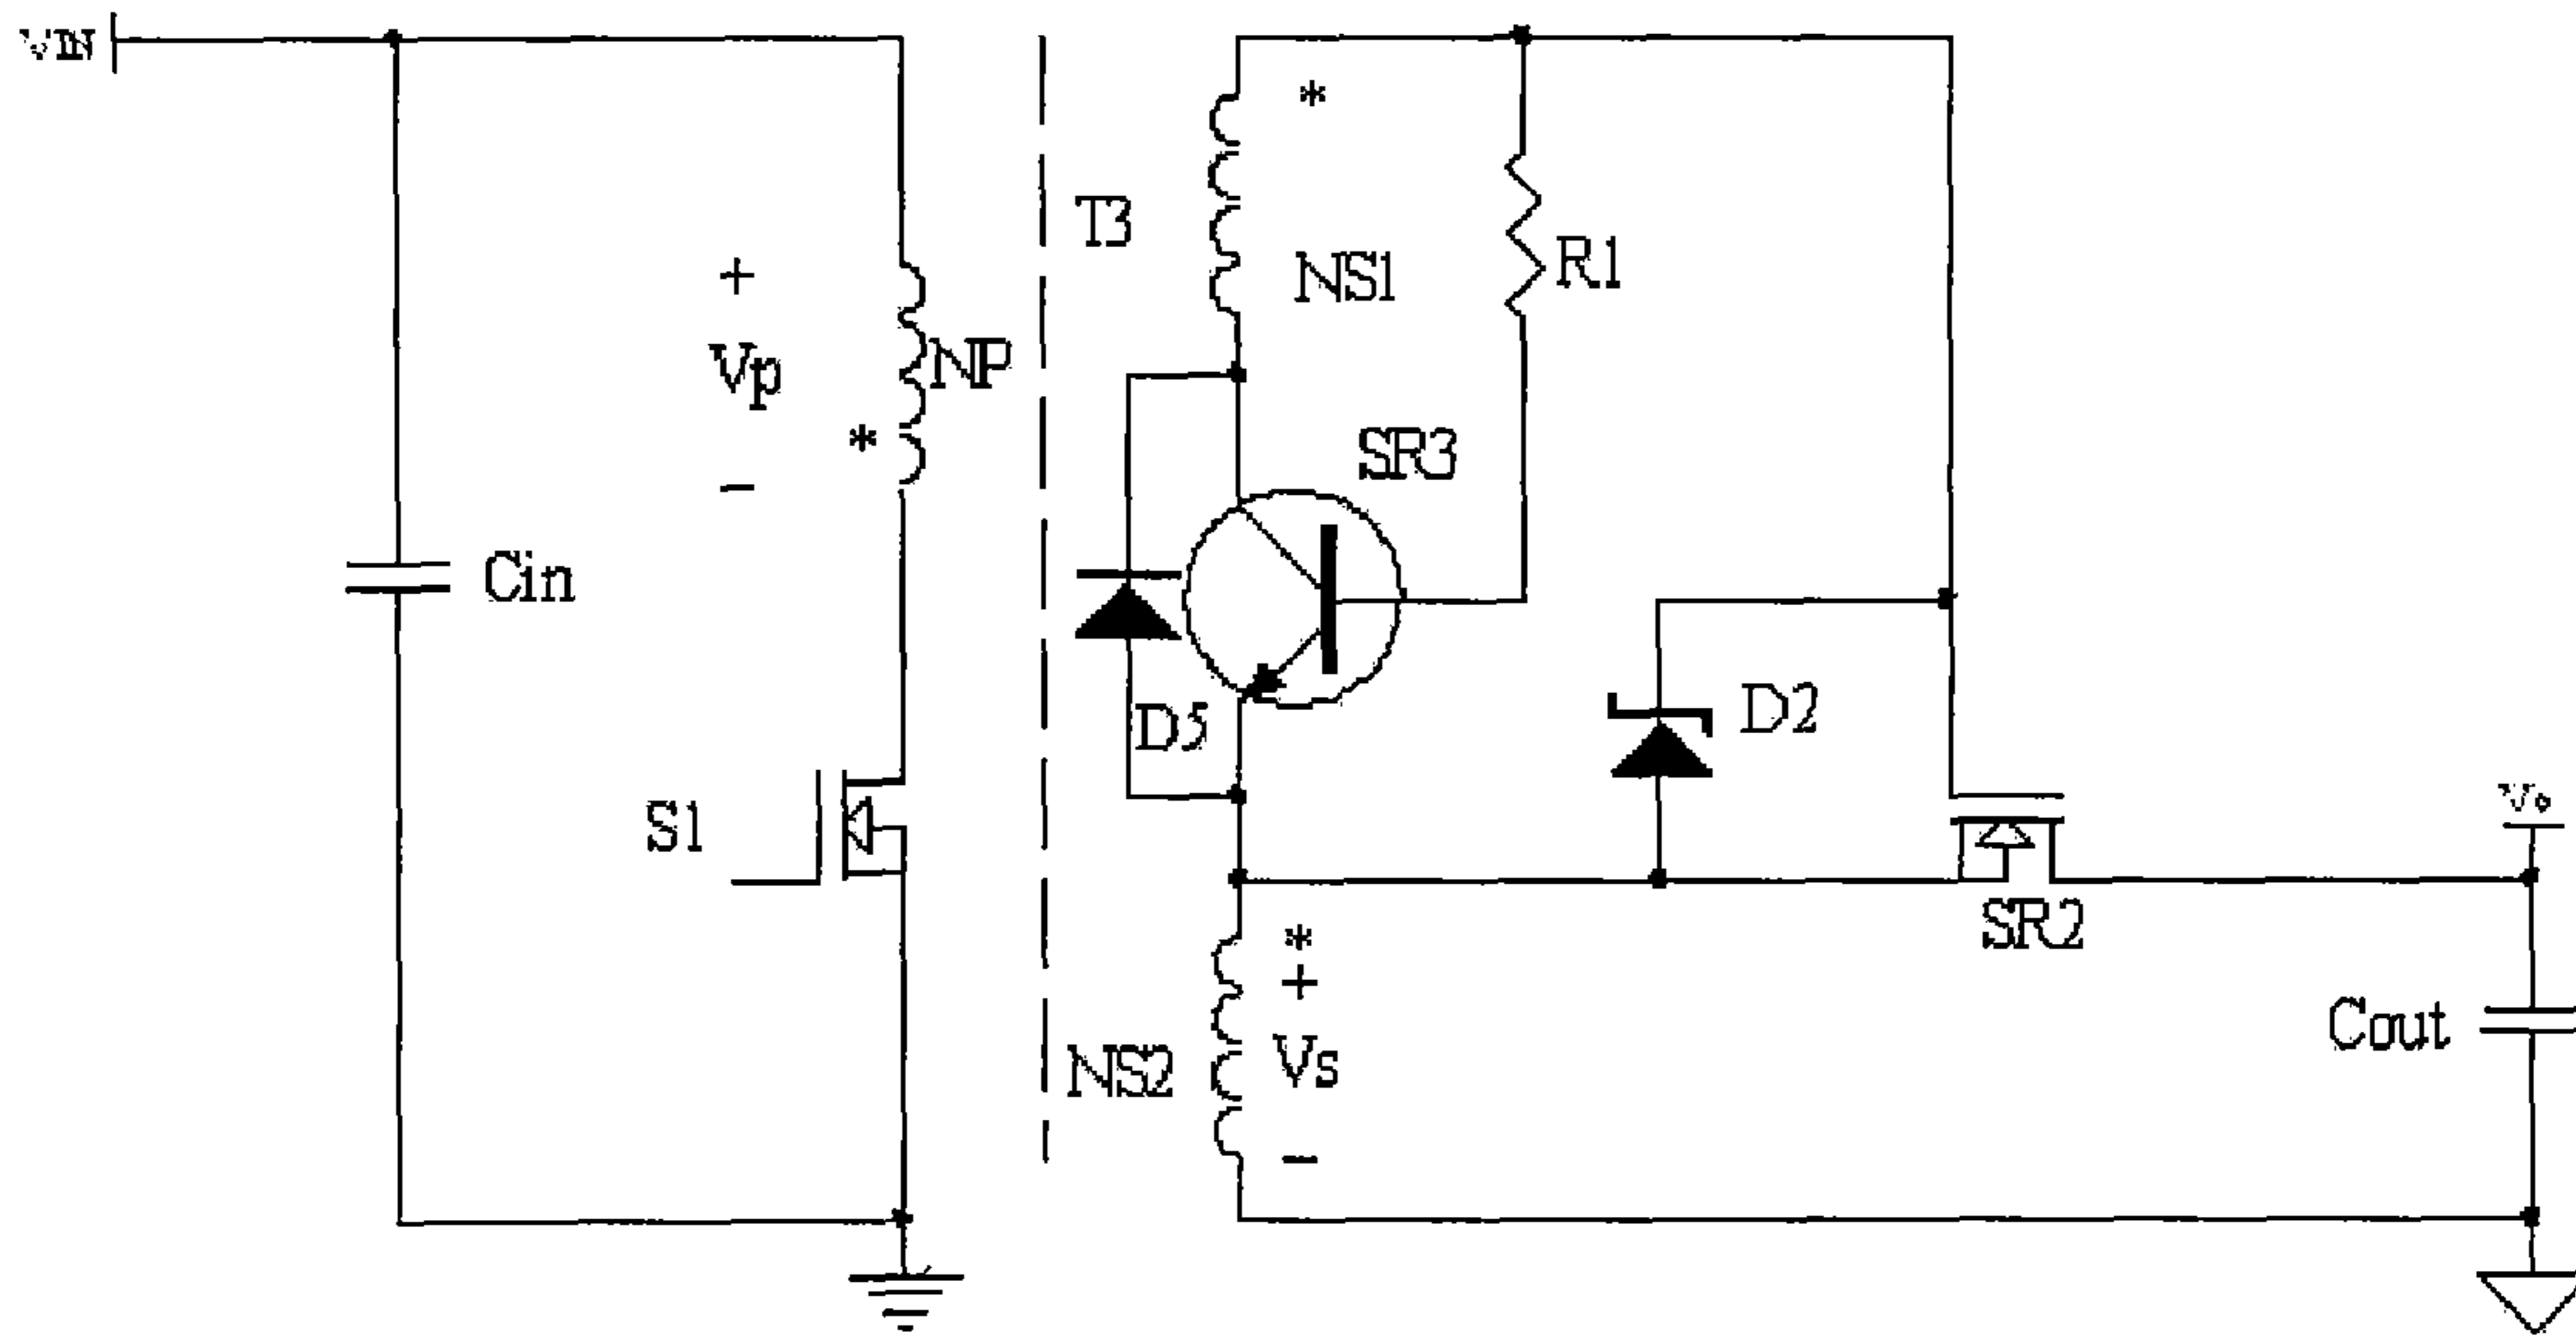 VIN
*
T3
NS1
R1
+
Vp
NP
*
-
SR3
Cin
D5
D2
S1
Vo
SR2
*
+
Vs
-
NS2
Cout